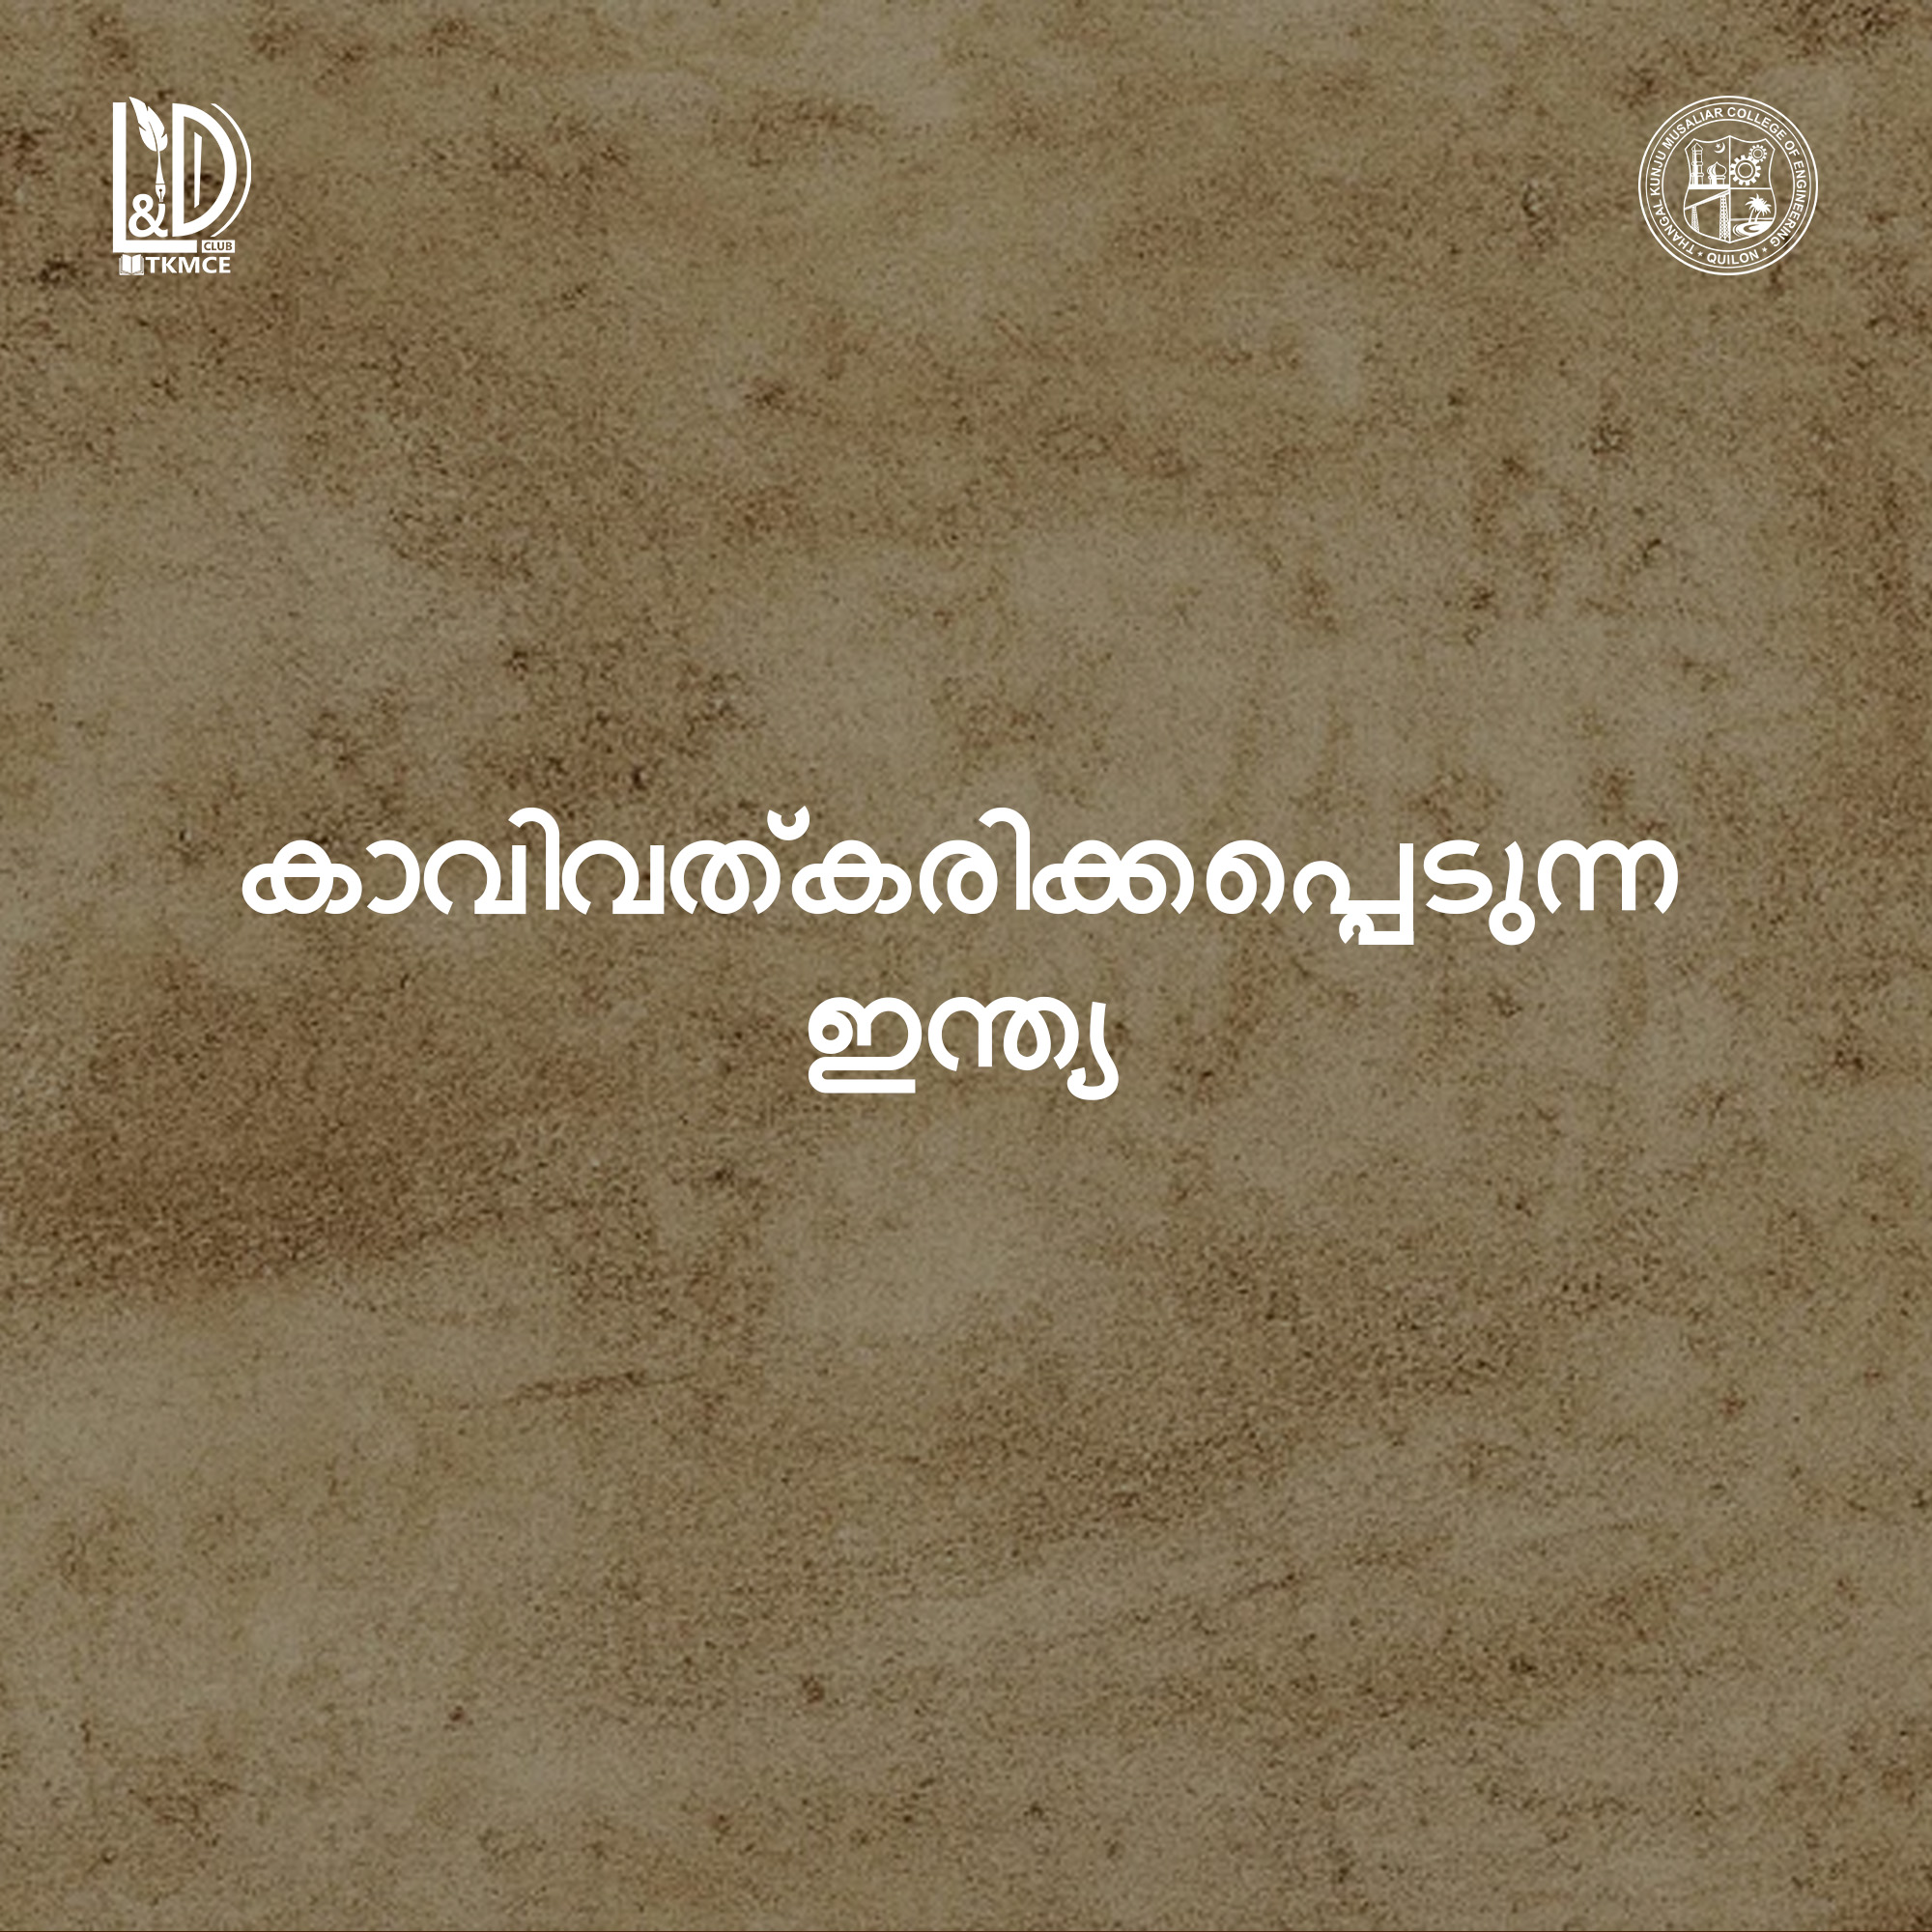 L&D
CLUB
TKMCE
THANGAL KUNJU MUSALIAR COLLEGE OF ENGINEERING
* QUILON *
കാവിവത്കരിക്കപ്പെടുന്ന
ഇന്ത്യ